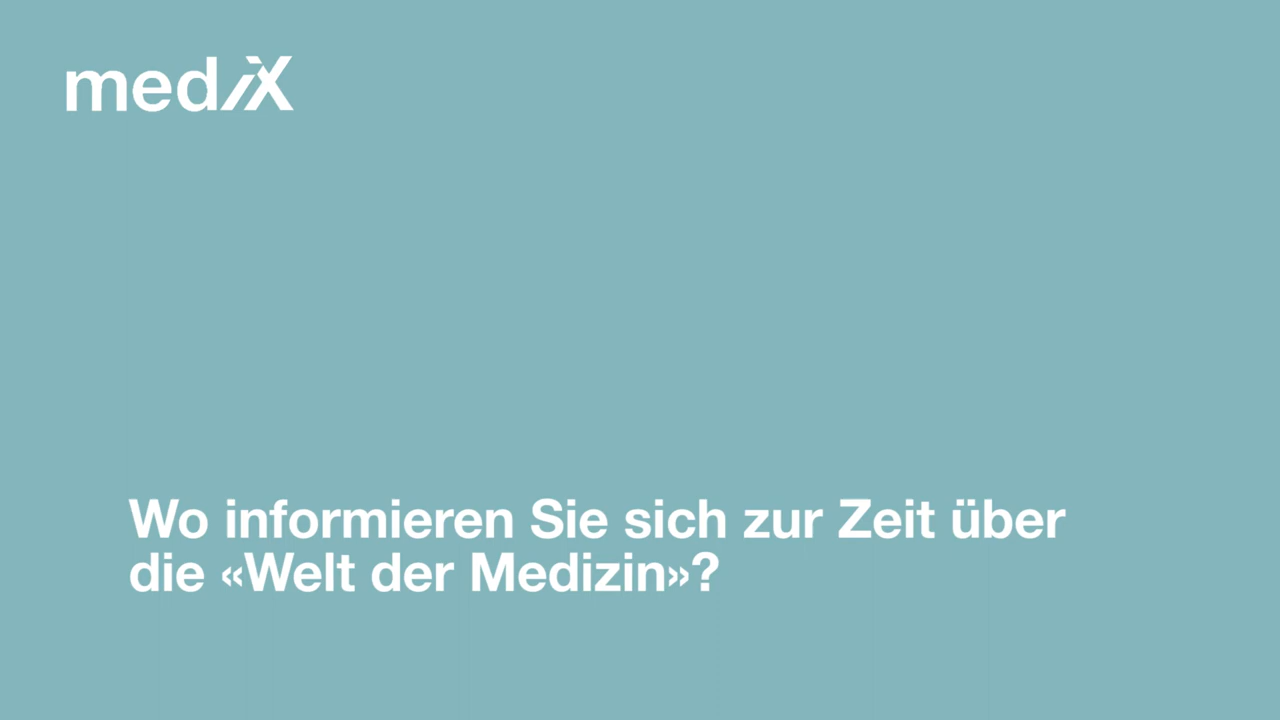 mediX
Wo informieren Sie sich zur Zeit über
die «Welt der Medizin»?